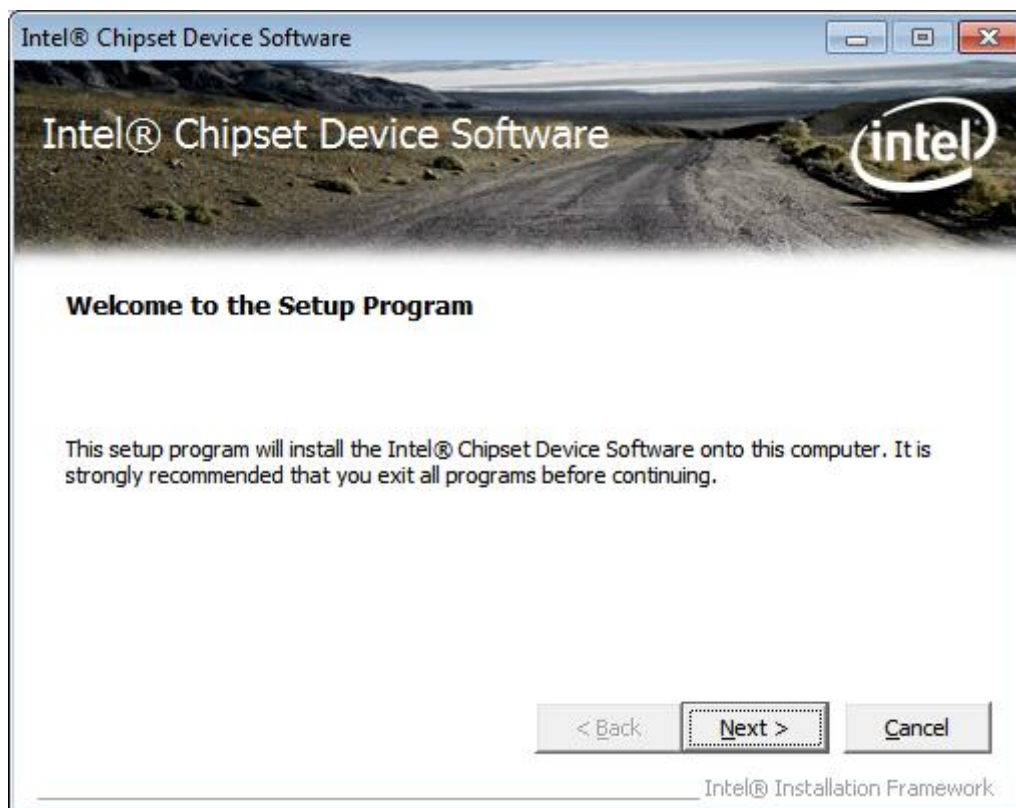 Intel® Chipset Device Software
Intel® Chipset Device Software
intel®
Welcome to the Setup Program
This setup program will install the Intel® Chipset Device Software onto this computer. It is
strongly recommended that you exit all programs before continuing.
< Back Next > Cancel
Intel® Installation Framework